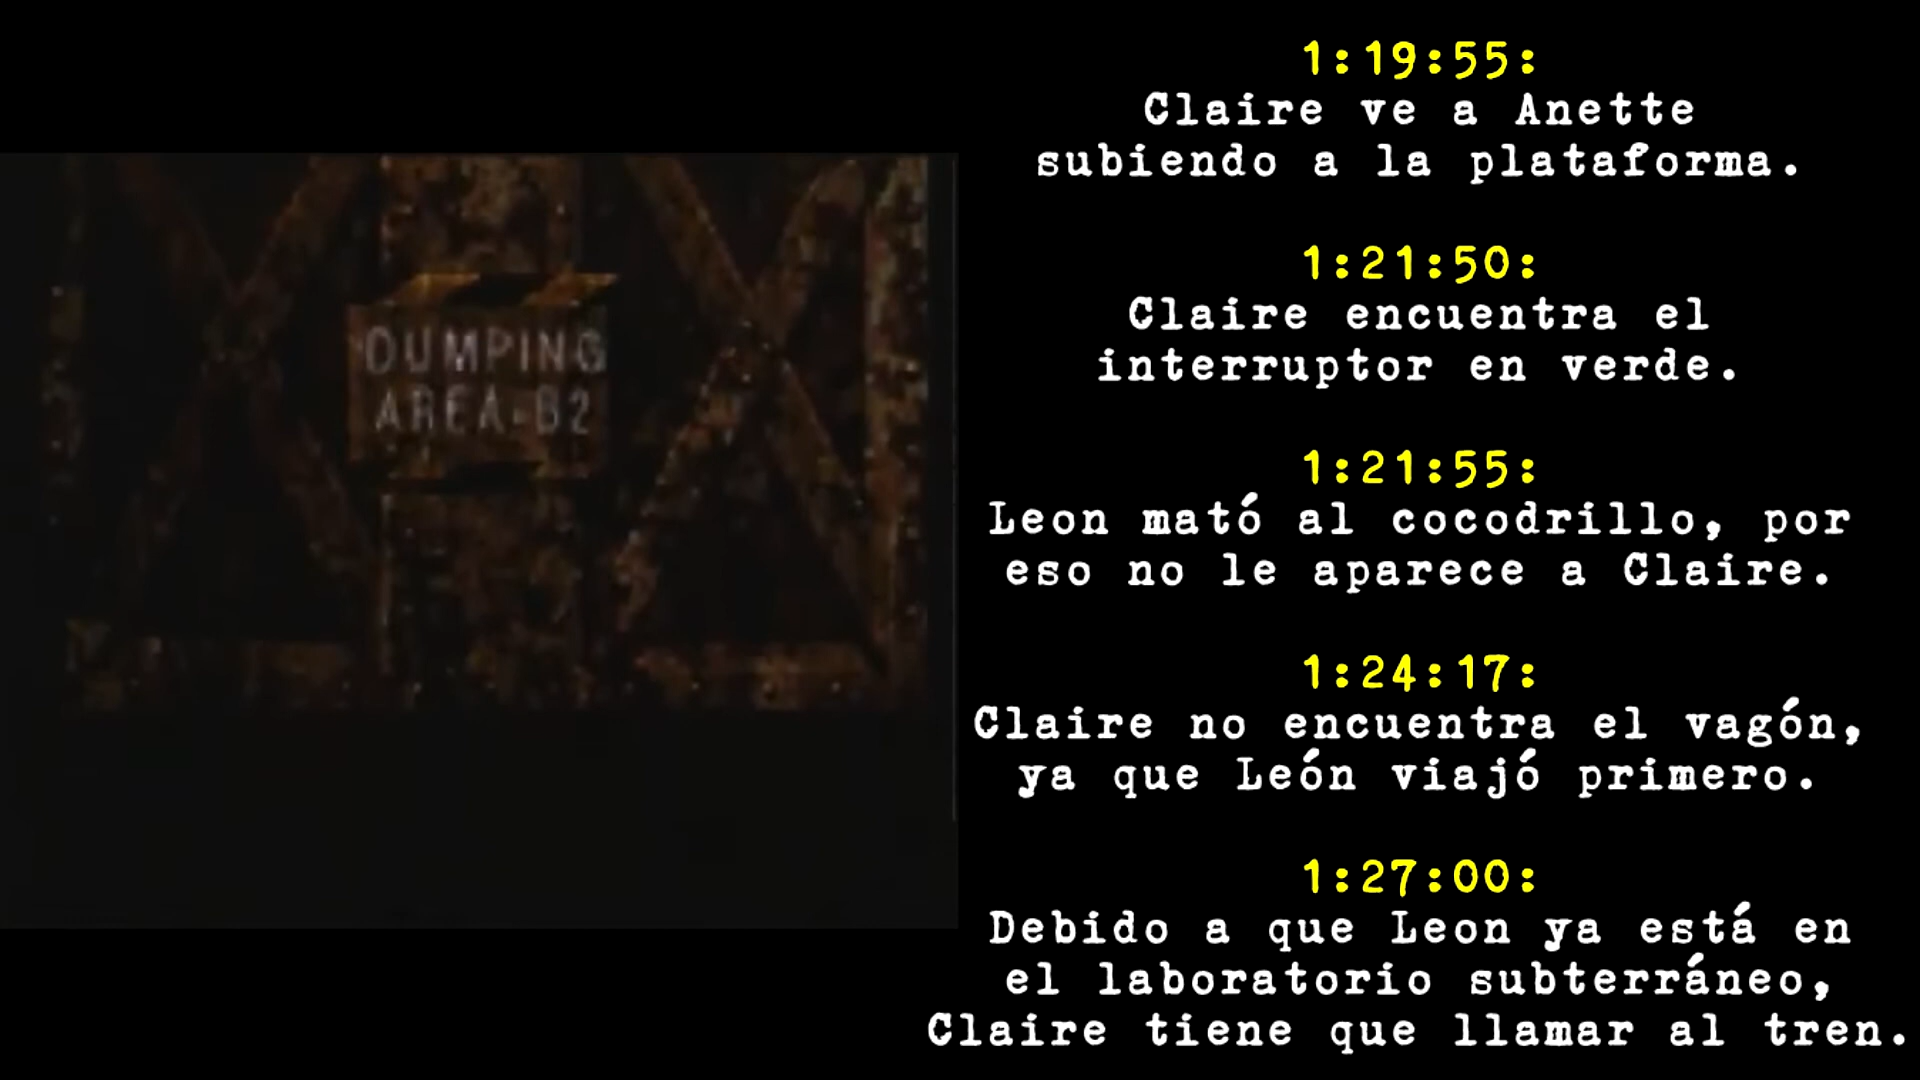 DUMPING
AREA-B2
1:19:55:
Claire ve a Anette
subiendo a la plataforma.
1:21:50:
Claire encuentra el
interruptor en verde.
1:21:55:
Leon mató al cocodrillo, por
eso no le aparece a Claire.
1:24:17:
Claire no encuentra el vagón,
ya que León viajó primero.
1:27:00:
Debido a que Leon ya está en
el laboratorio subterráneo,
Claire tiene que llamar al tren.